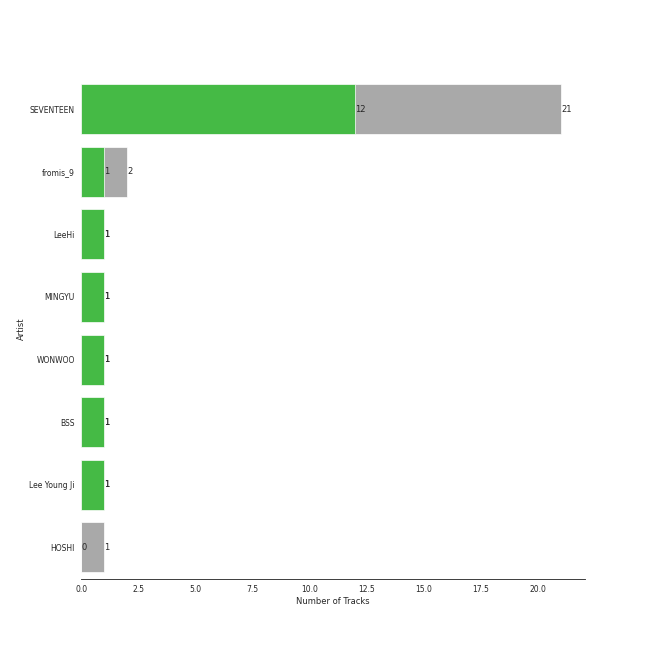 SEVENTEEN 12 21
fromis_9 1 2
LeeHi 1
MINGYU 1
WONWOO 1
BSS 1
Lee Young Ji 1
HOSHI 0 1
Artist
0.0 2.5 5.0 7.5 10.0 12.5 15.0 17.5 20.0
Number of Tracks